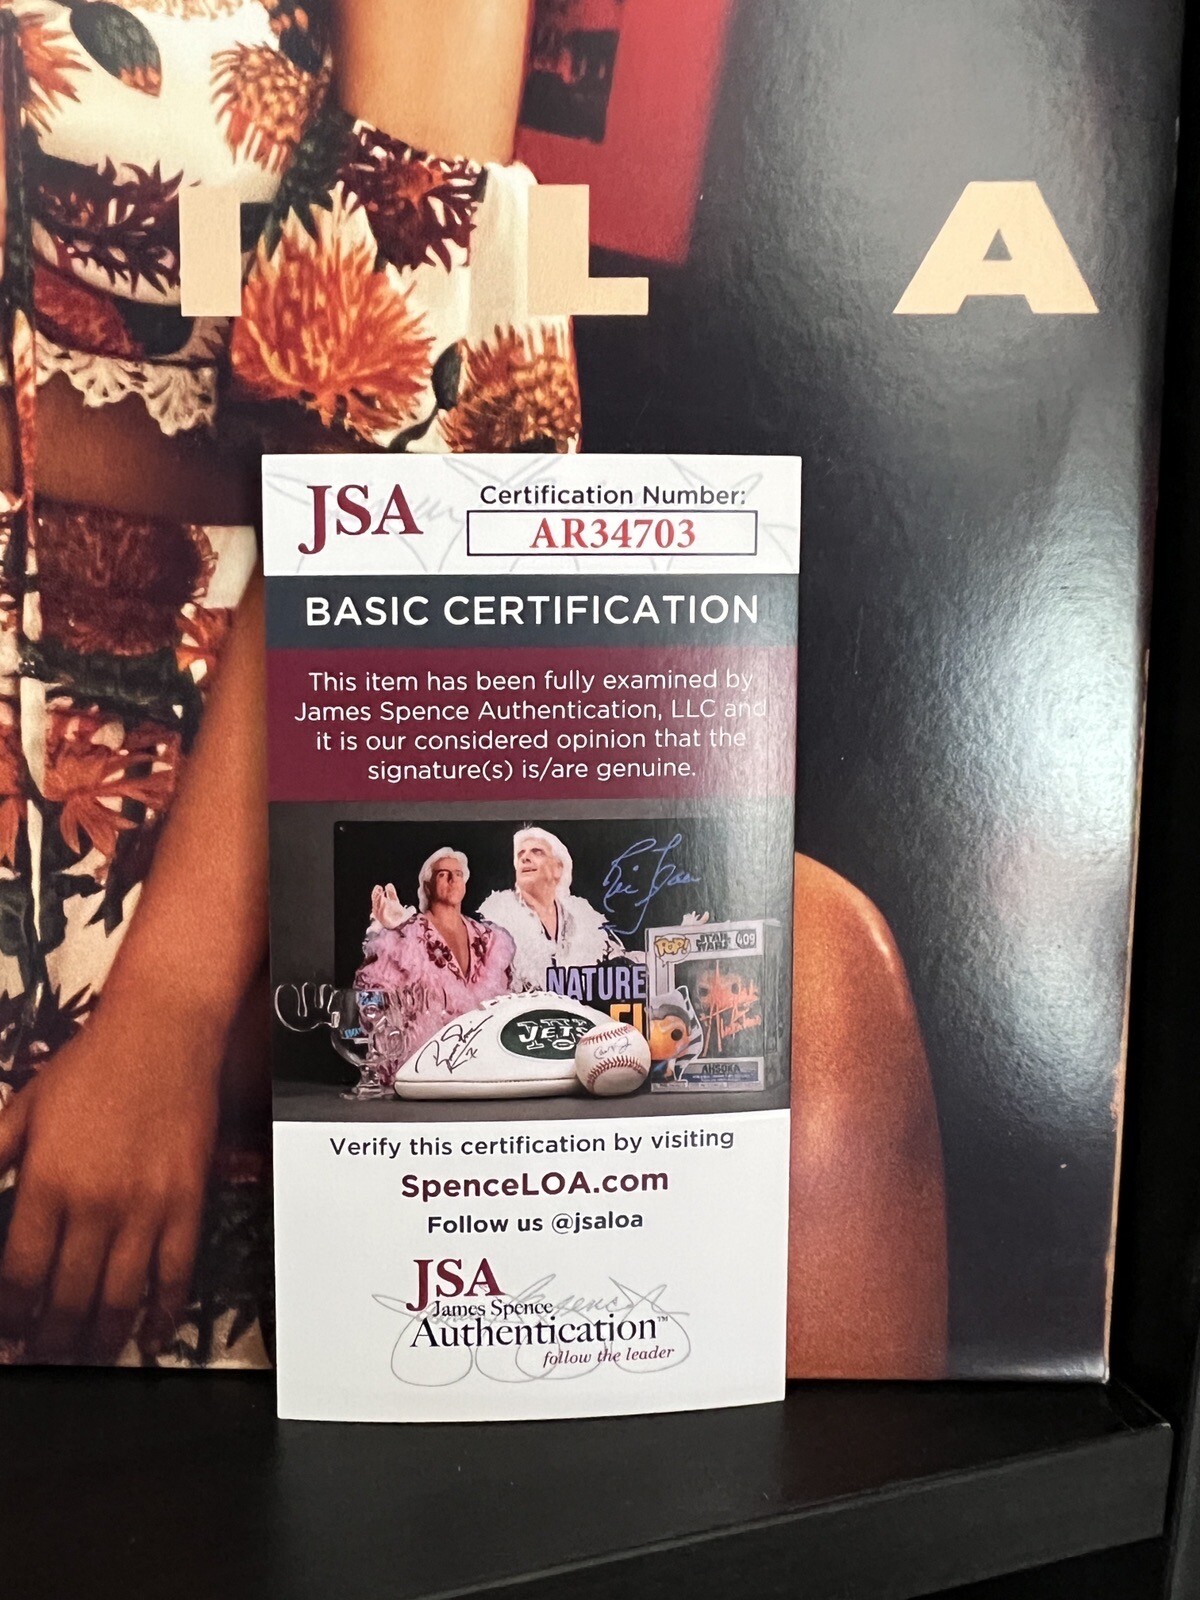 I L A
JSA
Certification Number:
AR34703
BASIC CERTIFICATION
This item has been fully examined by
James Spence Authentication, LLC and
it is our considered opinion that the
signature(s) is/are genuine.
NATURE
POP! STAR WARS 409
JETS
AHSOKA
Verify this certification by visiting
SpenceLOA.com
Follow us @jsaloa
JSA
James Spence
Authentication™
follow the leader